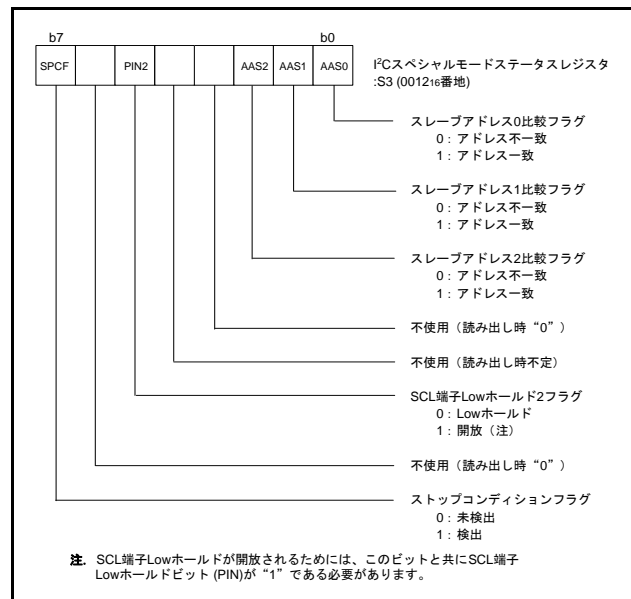 b7 b0
SPCF PIN2 AAS2 AAS1 AAS0
I²Cスペシャルモードステータスレジスタ
:S3 (0012₁₆番地)
スレーブアドレス0比較フラグ
0：アドレス不一致
1：アドレス一致
スレーブアドレス1比較フラグ
0：アドレス不一致
1：アドレス一致
スレーブアドレス2比較フラグ
0：アドレス不一致
1：アドレス一致
不使用（読み出し時“0”）
不使用（読み出し時不定）
SCL端子Lowホールド2フラグ
0：Lowホールド
1：開放（注）
不使用（読み出し時“0”）
ストップコンディションフラグ
0：未検出
1：検出
注. SCL端子Lowホールドが開放されるためには、このビットと共にSCL端子
Lowホールドビット (PIN)が“1”である必要があります。